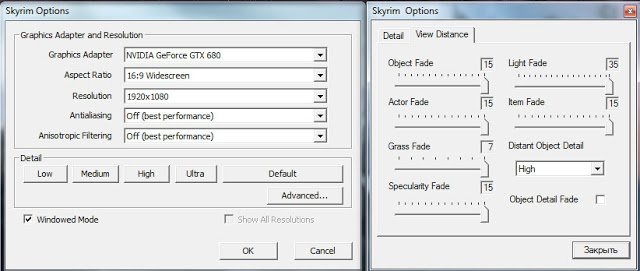 Skyrim Options
Graphics Adapter and Resolution
Graphics Adapter NVIDIA GeForce GTX 680
Aspect Ratio 16:9 Widescreen
Resolution 1920x1080
Antialiasing Off (best performance)
Anisotropic Filtering Off (best performance)
Detail
Low Medium High Ultra Default
Advanced...
Windowed Mode Show All Resolutions
OK Cancel
Skyrim Options
Detail View Distance
Object Fade 15 Light Fade 35
Actor Fade 15 Item Fade 15
Grass Fade 7 Distant Object Detail
High
Specularity Fade 15 Object Detail Fade
Закрыть